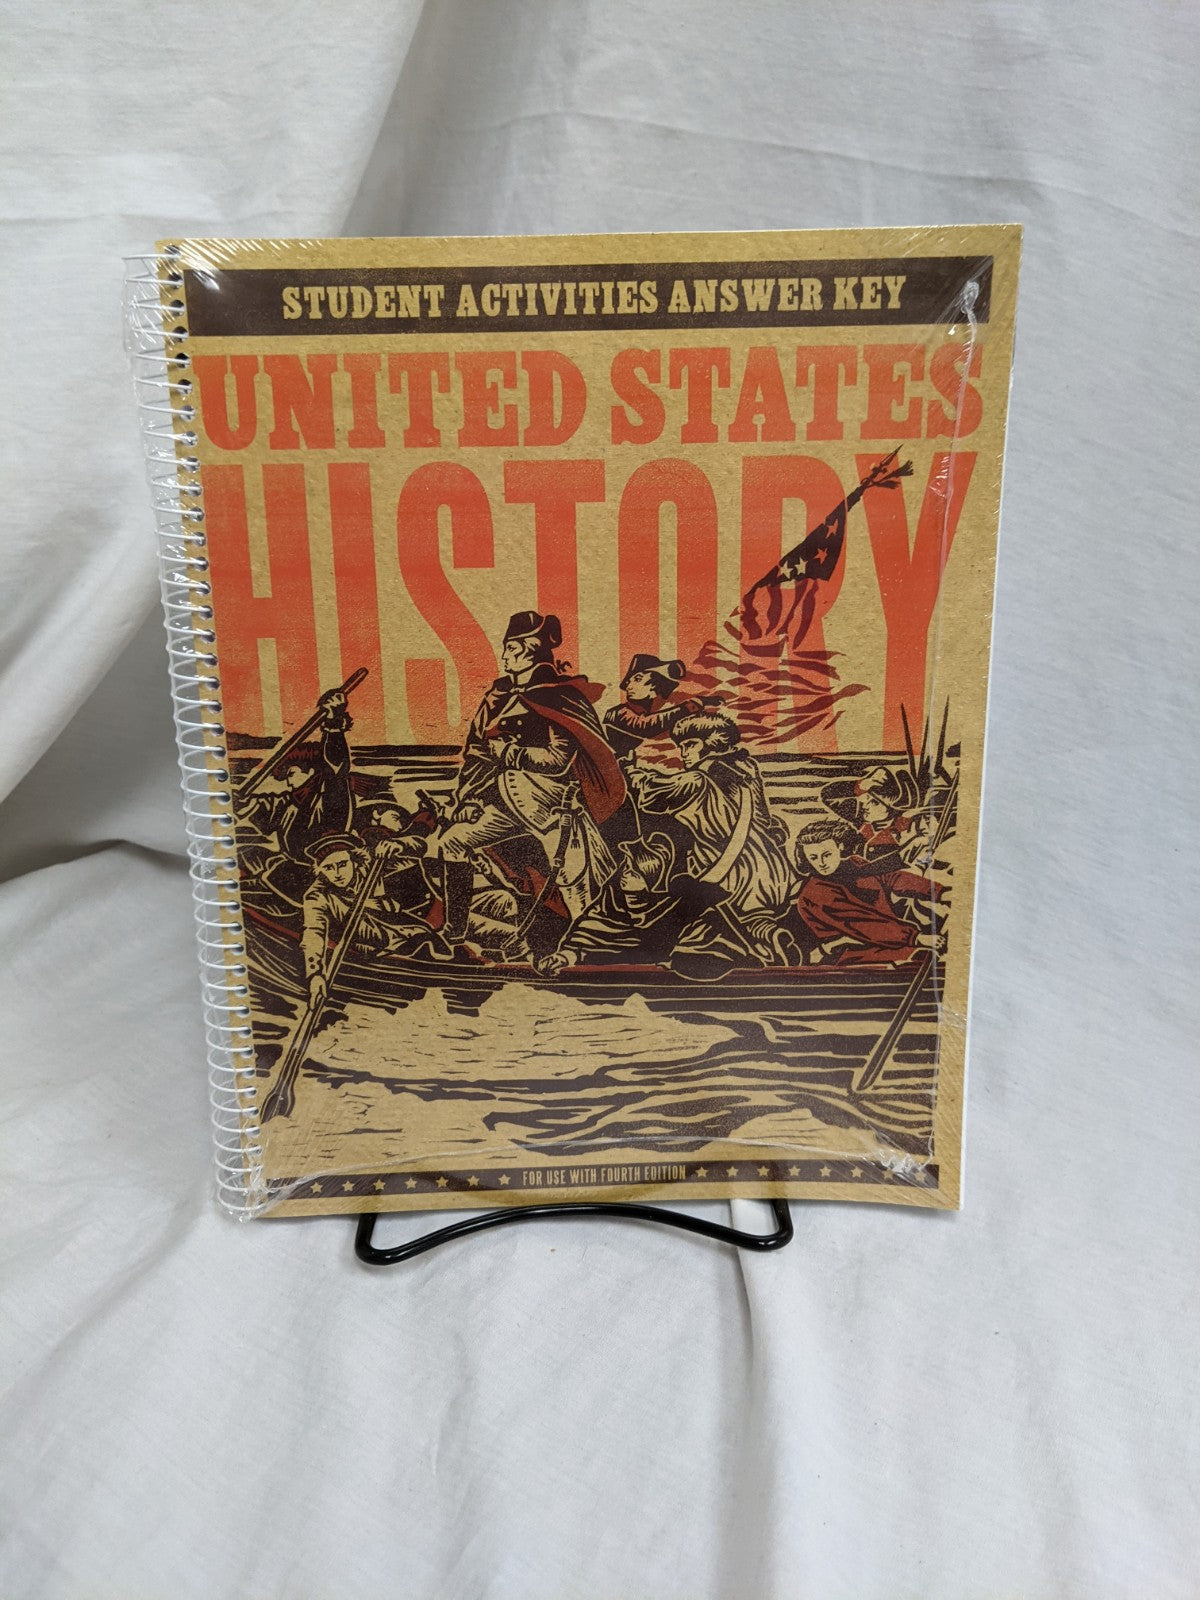 STUDENT ACTIVITIES ANSWER KEY
UNITED STATES
HISTORY
FOR USE WITH FOURTH EDITION